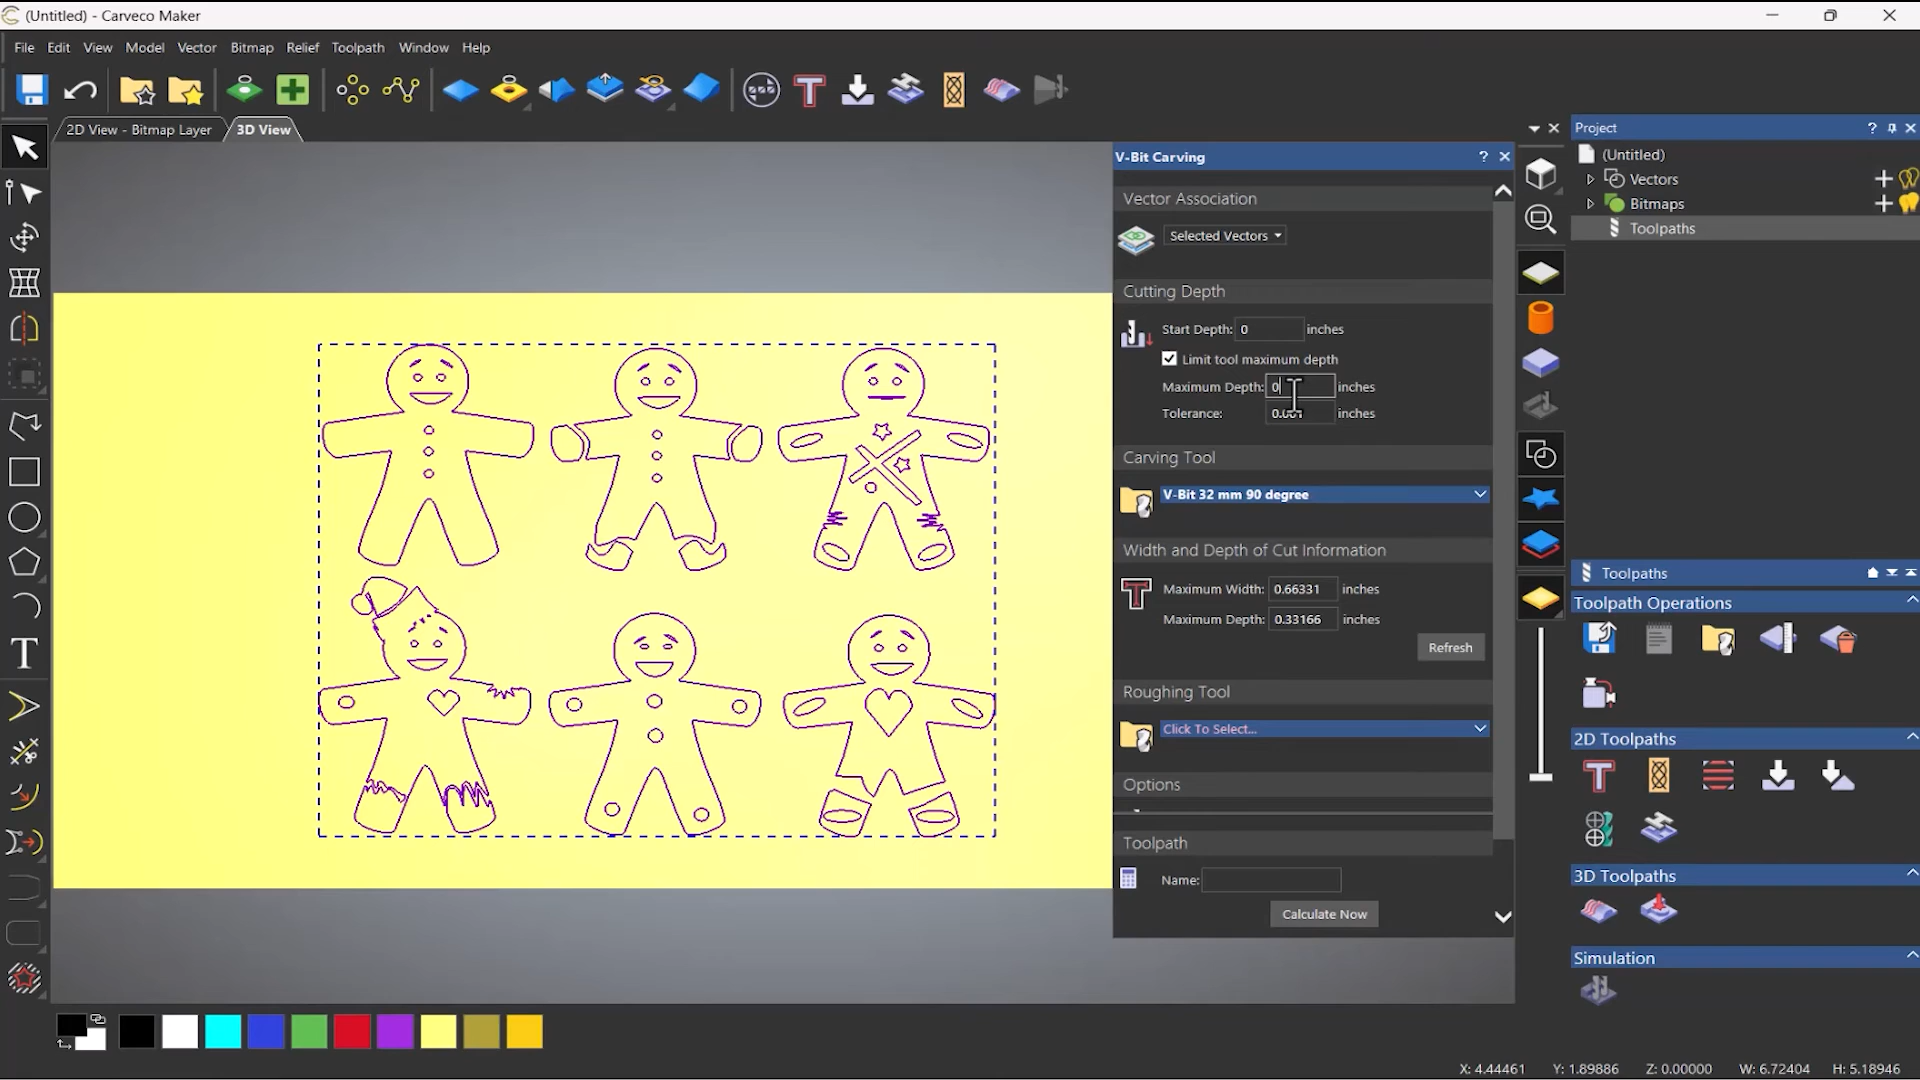 (Untitled) - Carveco Maker
File Edit View Model Vector Bitmap Relief Toolpath Window Help
2D View - Bitmap Layer 3D View
V-Bit Carving ?
Vector Association
Selected Vectors
Cutting Depth
Start Depth: 0 inches
Limit tool maximum depth
Maximum Depth: 0 inches
Tolerance: inches
Carving Tool
V-Bit 32 mm 90 degree
Width and Depth of Cut Information
Maximum Width: 0.66331 inches
Maximum Depth: 0.33166 inches
Refresh
Roughing Tool
Click To Select...
Options
Toolpath
Name:
Calculate Now
Project ?
(Untitled)
Vectors
Bitmaps
Toolpaths
Toolpaths
Toolpath Operations
2D Toolpaths
3D Toolpaths
Simulation
X: 4.44461 Y: 1.89886 Z: 0.00000 W: 6.72404 H: 5.18946